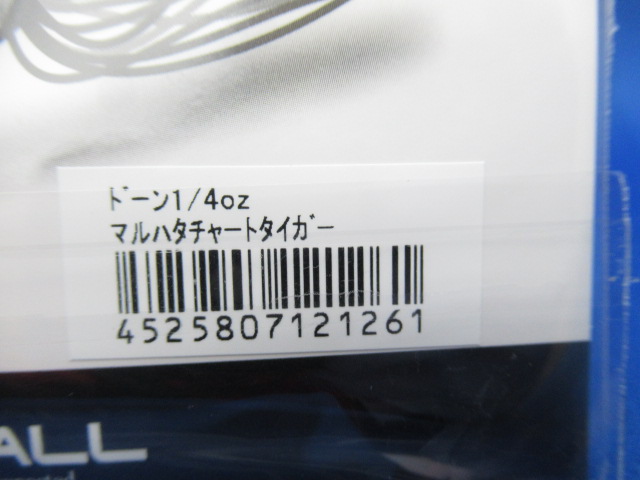 ﾄﾞｰﾝ1/4oz
ﾏﾙﾊﾀﾁｬｰﾄﾀｲｶﾞｰ
4525807121261
ALL